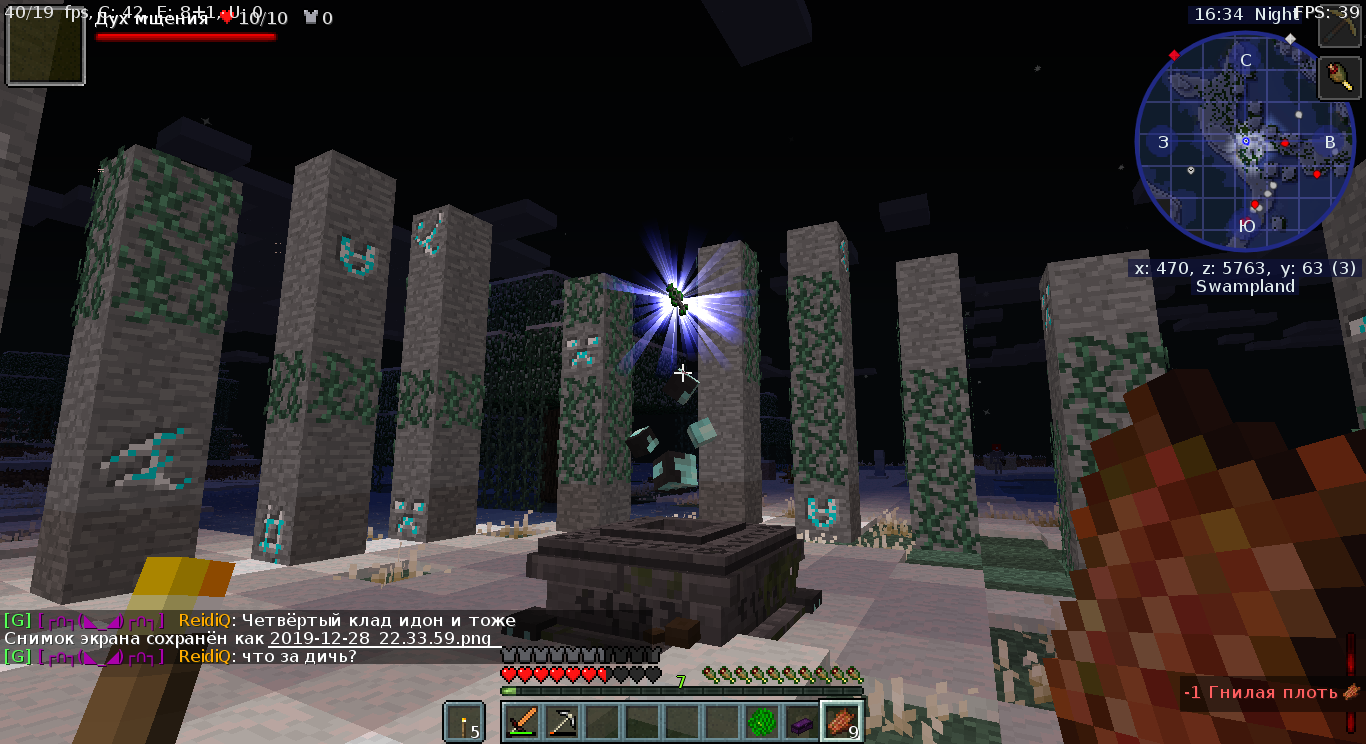 40/19 fps, C: 42, E: 8+1, U: 0
Дух мщения 10/10 0
16:34 Night
FPS: 39
С
З
В
Ю
x: 470, z: 5763, y: 63 (3)
Swampland
[G] ReidiQ: Четвёртый клад идон и тоже
Снимок экрана сохранён как 2019-12-28_22.33.59.png
[G] ReidiQ: что за дичь?
7
-1 Гнилая плоть
5
9